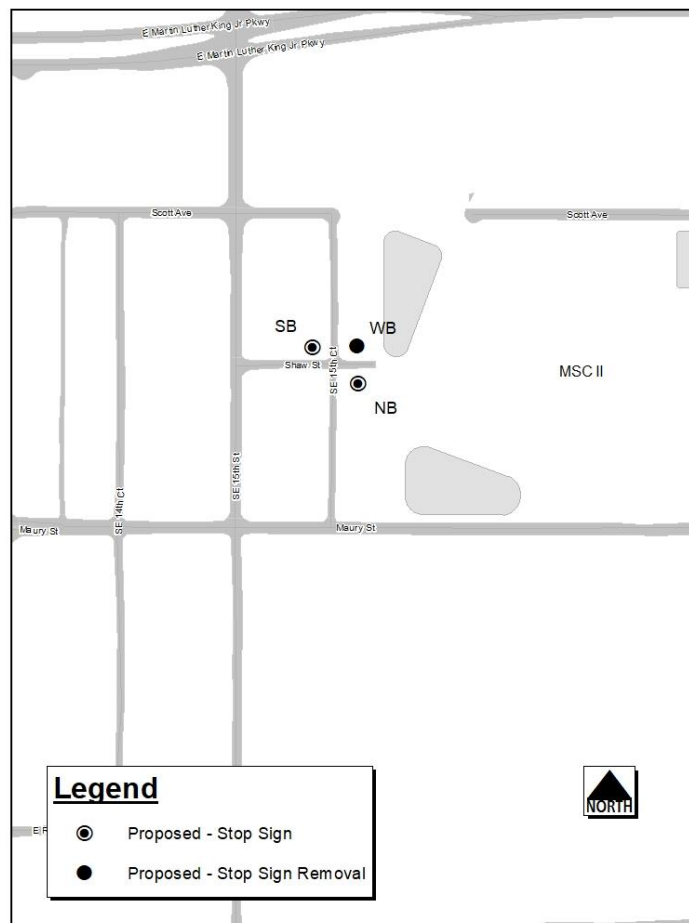 E Martin Luther King Jr Pkwy
E Martin Luther King Jr Pkwy
Scott Ave
Scott Ave
SB
WB
Shaw St
SE 15th Ct
MSC II
NB
SE 14th Ct
SE 15th St
Maury St
Maury St
Legend
Proposed - Stop Sign
Proposed - Stop Sign Removal
E R
NORTH